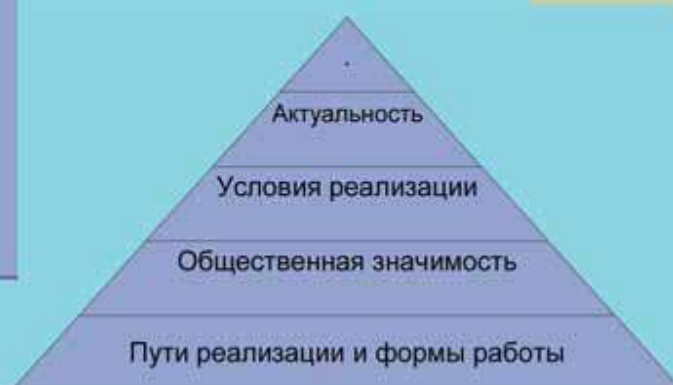 .
Актуальность
Условия реализации
Общественная значимость
Пути реализации и формы работы